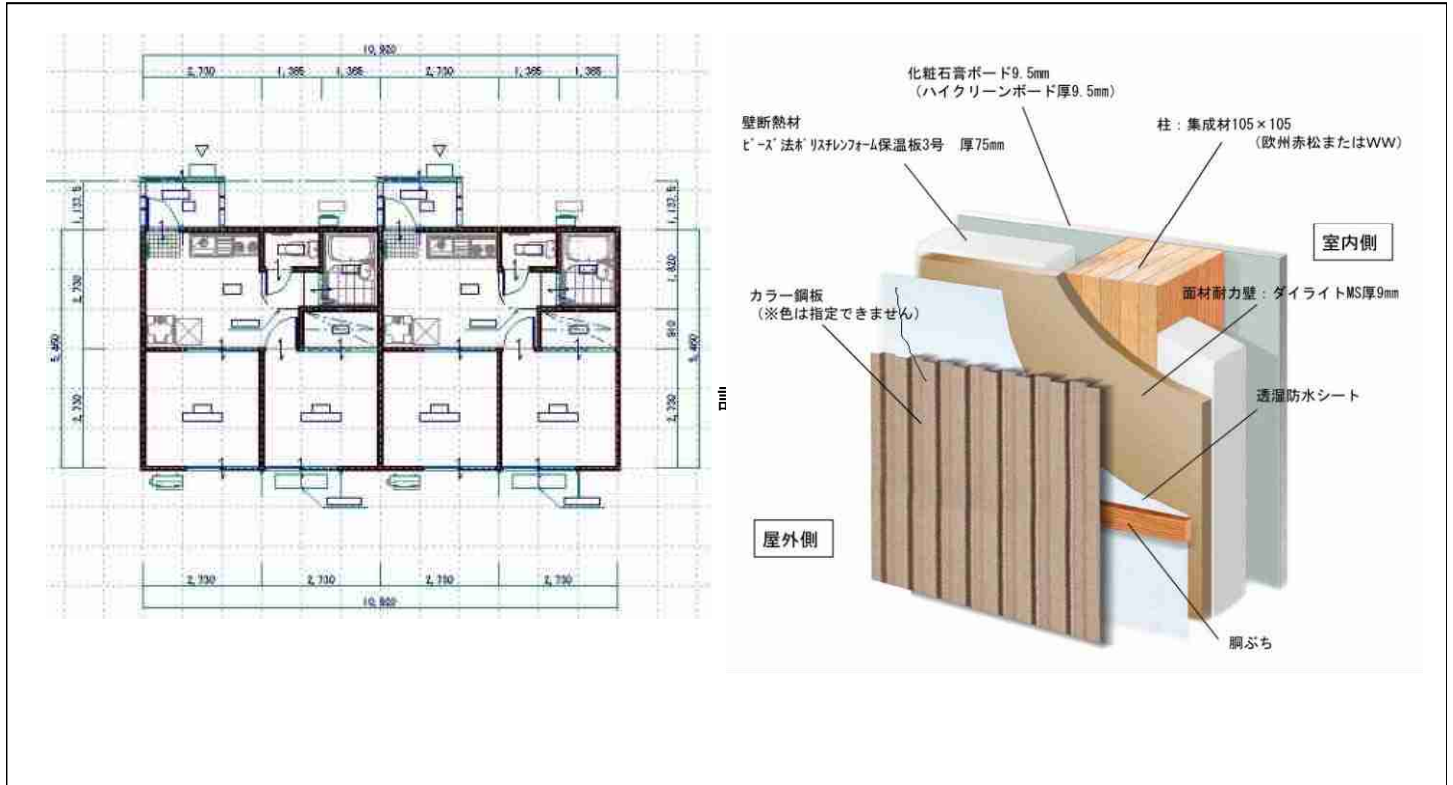 10,920
2,730 1,365 1,365 2,730 1,365 1,365
1,137.5
2,730
5,460
2,730
1,137.5
1,820
910
5,460
2,730
2,730 2,730 2,730 2,730
10,920
化粧石膏ボード9.5mm
(ハイクリーンボード厚9.5mm)
壁断熱材
ビーズ法ポリスチレンフォーム保温板3号 厚75mm
柱:集成材105×105
(欧州赤松またはWW)
室内側
カラー鋼板
(※色は指定できません)
面材耐力壁:ダイライトMS厚9mm
透湿防水シート
屋外側
胴ぶち